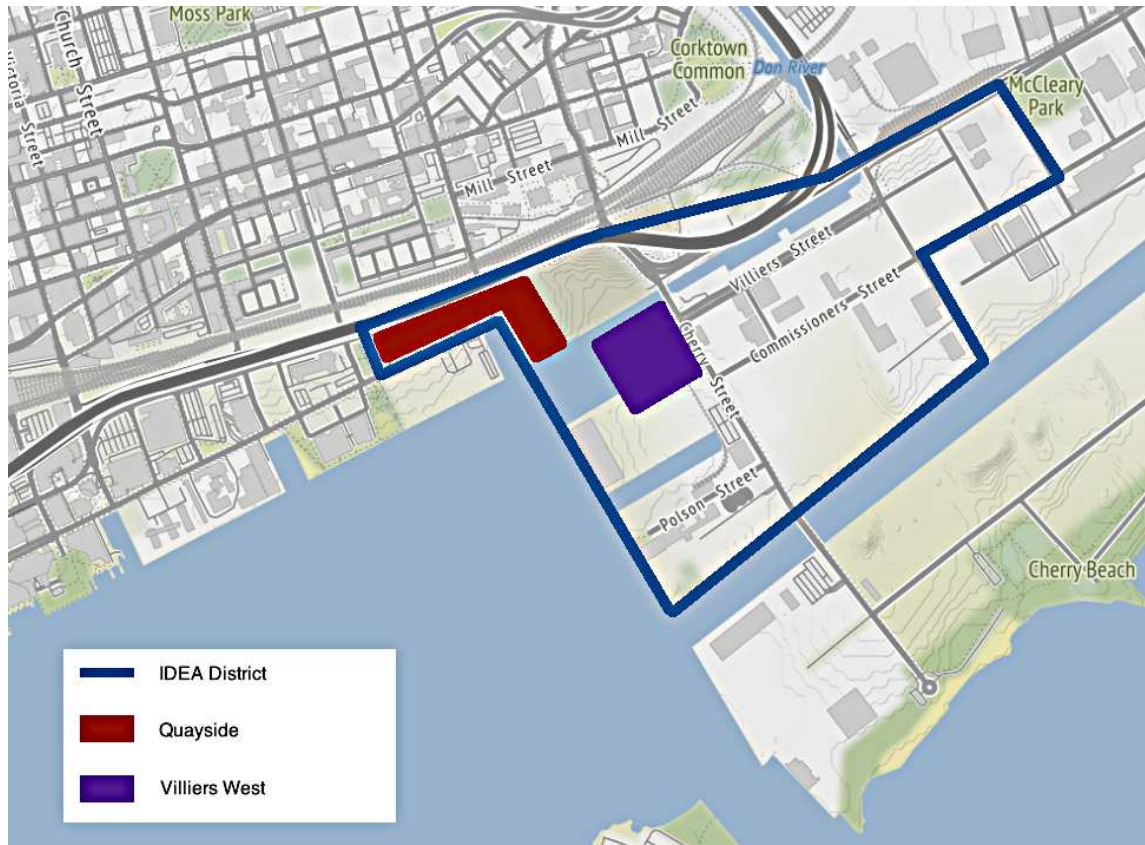 Moss Park
Church Street
Victoria Street
Corktown
Common
Don River
McCleary
Park
Mill Street
Mill Street
Villiers Street
Commissioners Street
Cherry Street
Polson Street
Cherry Beach
IDEA District
Quayside
Villiers West